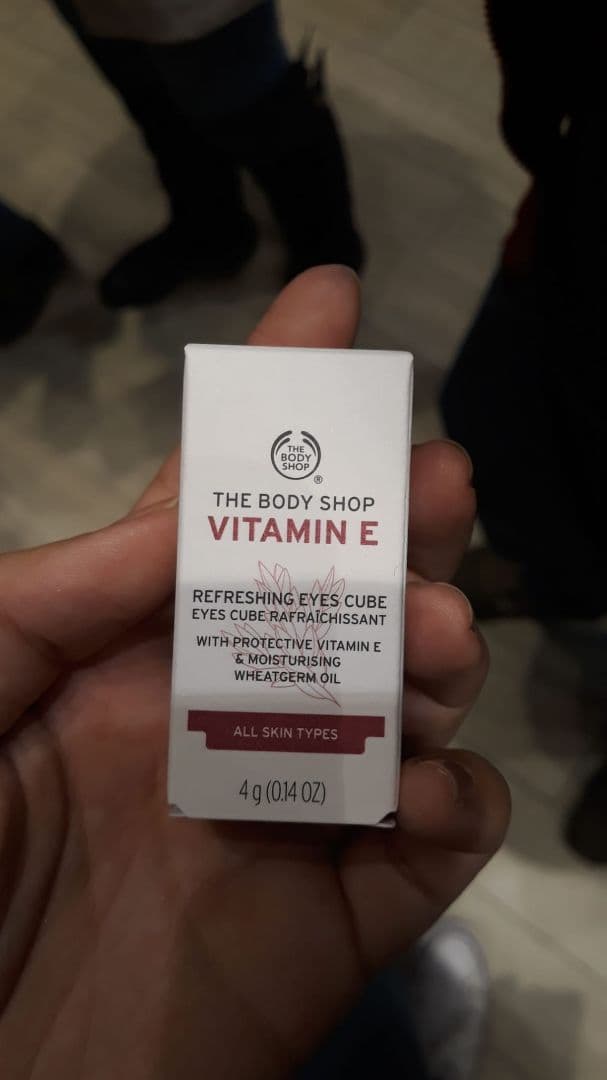 THE
BODY
SHOP
®
THE BODY SHOP
VITAMIN E
REFRESHING EYES CUBE
EYES CUBE RAFRAÎCHISSANT
WITH PROTECTIVE VITAMIN E
& MOISTURISING
WHEATGERM OIL
ALL SKIN TYPES
4 g (0.14 OZ)